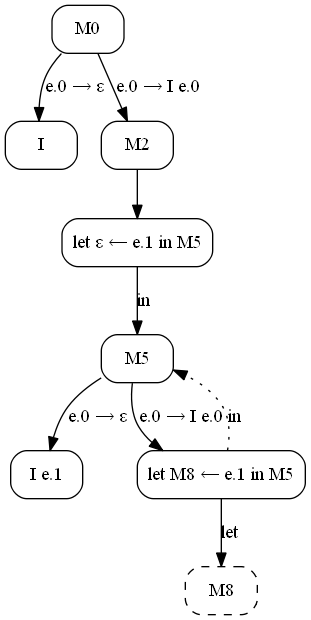 M0
e.0 → ε
e.0 → I e.0
I
M2
let ε ← e.1 in M5
in
M5
e.0 → ε
e.0 → I e.0
in
I e.1
let M8 ← e.1 in M5
let
M8